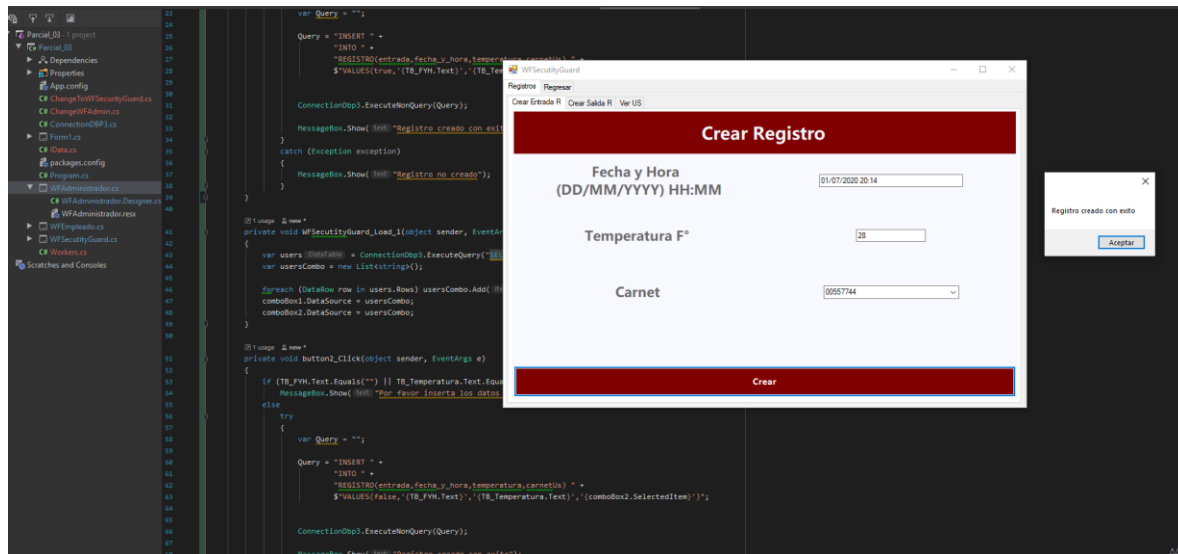 Parcial_03 - 1 project
Parcial_03
Dependencies
Properties
App.config
ChangeToWFSecurityGuard.cs
ChangeWFAdmin.cs
ConnectionDBP3.cs
Form1.cs
IData.cs
packages.config
Program.cs
WFAdministrador.cs
WFAdministrador.Designer.cs
WFAdministrador.resx
WFEmpleado.cs
WFSecutityGuard.cs
Workers.cs
Scratches and Consoles
23 var Query = "";
24
25 Query = "INSERT " +
26 "INTO " +
27 "REGISTRO(entrada,fecha_y_hora,temperatura,carnetUs) " +
28 $"VALUES(true,'{TB_FYH.Text}','{TB_Tem
29
30
31 ConnectionDbp3.ExecuteNonQuery(Query);
32
33 MessageBox.Show( text: "Registro creado con exit
34 }
35 catch (Exception exception)
36 {
37 MessageBox.Show( text: "Registro no creado");
38 }
39 }
40
1 usage new *
41 private void WFSecutityGuard_Load_1(object sender, EventAr
42 {
43 var users :DataTable = ConnectionDbp3.ExecuteQuery("SEL
44 var usersCombo = new List<string>();
45
46 foreach (DataRow row in users.Rows) usersCombo.Add(
47 comboBox1.DataSource = usersCombo;
48 comboBox2.DataSource = usersCombo;
49 }
50
1 usage new *
51 private void button2_Click(object sender, EventArgs e)
52 {
53 if (TB_FYH.Text.Equals("") || TB_Temperatura.Text.Equa
54 MessageBox.Show( text: "Por favor inserta los datos
55 else
56 try
57 {
58 var Query = "";
59
60 Query = "INSERT " +
61 "INTO " +
62 "REGISTRO(entrada,fecha_y_hora,temperatura,carnetUs) " +
63 $"VALUES(false,'{TB_FYH.Text}','{TB_Temperatura.Text}','{comboBox2.SelectedItem}')";
64
65
66 ConnectionDbp3.ExecuteNonQuery(Query);
67
WFSecutityGuard
Registros Regresar
Crear Entrada R Crear Salida R Ver US
Crear Registro
Fecha y Hora
(DD/MM/YYYY) HH:MM
01/07/2020 20:14
Temperatura Fº
28
Carnet
00557744
Crear
Registro creado con exito
Aceptar